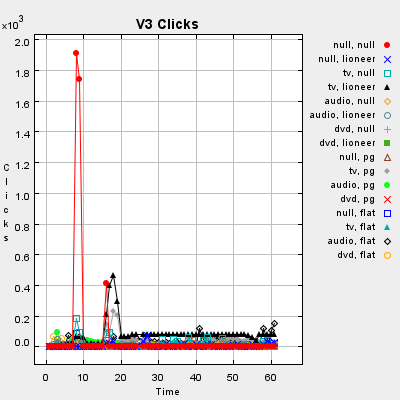 V3 Clicks
x10³
2.0
1.8
1.6
1.4
1.2
1.0
0.8
0.6
0.4
0.2
0.0
Clicks
0 10 20 30 40 50 60
Time
null, null
null, lioneer
tv, null
tv, lioneer
audio, null
audio, lioneer
dvd, null
dvd, lioneer
null, pg
tv, pg
audio, pg
dvd, pg
null, flat
tv, flat
audio, flat
dvd, flat